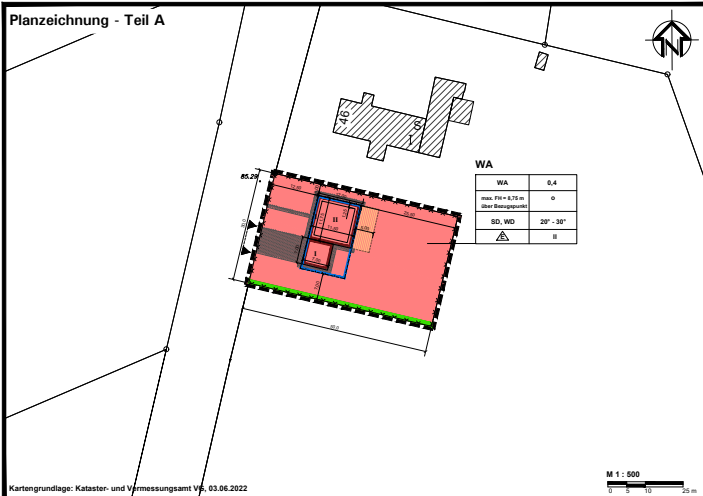 Planzeichnung - Teil A
N
46
S
I
85.29
WA
WA 0,4
max. FH = 8,75 m über Bezugspunkt o
SD, WD 20° - 30°
E II
II
I
M 1 : 500
0 5 10 25 m
Kartengrundlage: Kataster- und Vermessungsamt VG, 03.06.2022